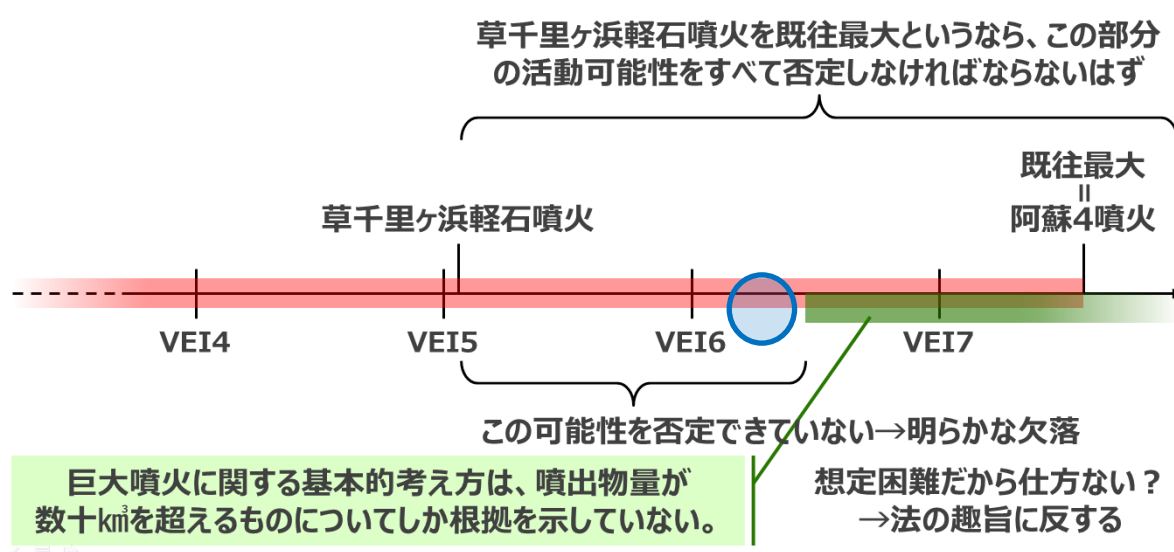 草千里ヶ浜軽石噴火を既往最大というなら、この部分
の活動可能性をすべて否定しなければならないはず
既往最大
=
阿蘇4噴火
草千里ヶ浜軽石噴火
VEI4
VEI5
VEI6
VEI7
この可能性を否定できていない→明らかな欠落
巨大噴火に関する基本的考え方は、噴出物量が
数十㎦を超えるものについてしか根拠を示していない。
想定困難だから仕方ない？
→法の趣旨に反する